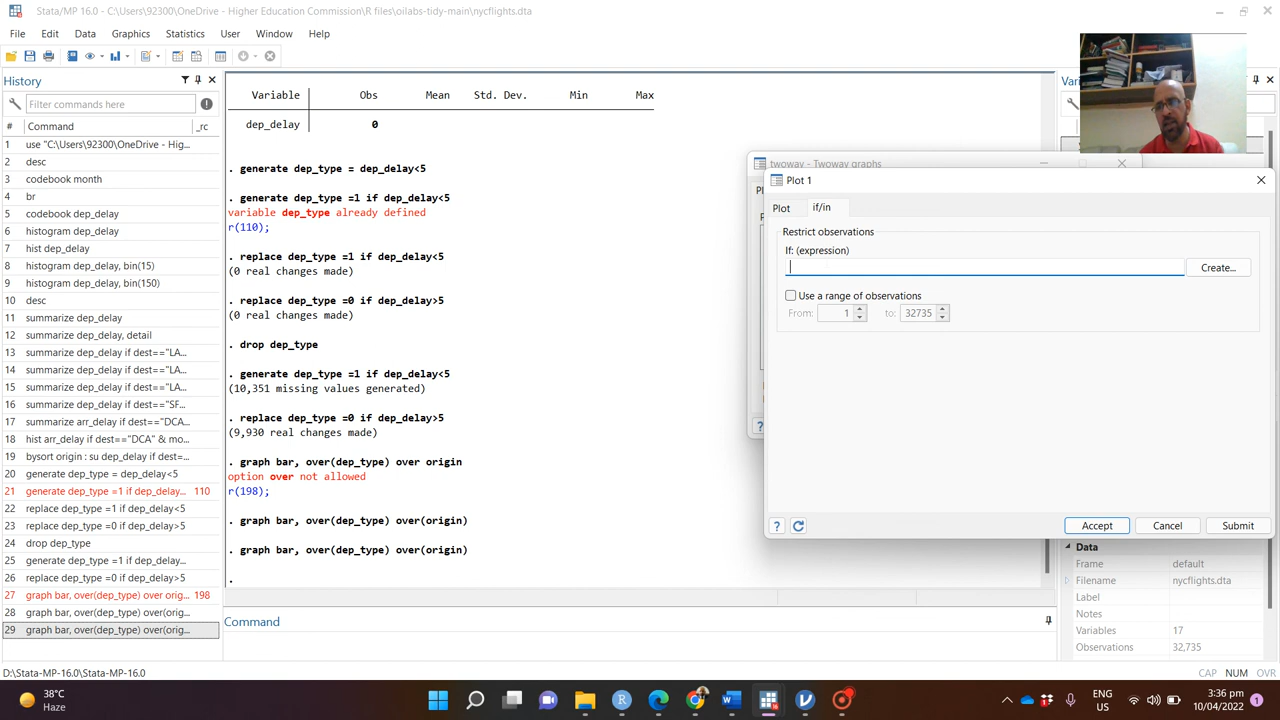 Stata/MP 16.0 - C:\Users\92300\OneDrive - Higher Education Commission\R files\oilabs-tidy-main\nycflights.dta
File Edit Data Graphics Statistics User Window Help
History
Filter commands here
# Command _rc
1 use "C:\Users\92300\OneDrive - Hig...
2 desc
3 codebook month
4 br
5 codebook dep_delay
6 histogram dep_delay
7 hist dep_delay
8 histogram dep_delay, bin(15)
9 histogram dep_delay, bin(150)
10 desc
11 summarize dep_delay
12 summarize dep_delay, detail
13 summarize dep_delay if dest=="LA...
14 summarize dep_delay if dest=="LA...
15 summarize dep_delay if dest=="LA...
16 summarize dep_delay if dest=="SF...
17 summarize arr_delay if dest=="DCA...
18 hist arr_delay if dest=="DCA" & mo...
19 bysort origin : su dep_delay if dest=...
20 generate dep_type = dep_delay<5
21 generate dep_type =1 if dep_delay... 110
22 replace dep_type =1 if dep_delay<5
23 replace dep_type =0 if dep_delay>5
24 drop dep_type
25 generate dep_type =1 if dep_delay...
26 replace dep_type =0 if dep_delay>5
27 graph bar, over(dep_type) over orig... 198
28 graph bar, over(dep_type) over(orig...
29 graph bar, over(dep_type) over(orig...
Variable Obs Mean Std. Dev. Min Max
dep_delay 0
. generate dep_type = dep_delay<5
. generate dep_type =1 if dep_delay<5
variable dep_type already defined
r(110);
. replace dep_type =1 if dep_delay<5
(0 real changes made)
. replace dep_type =0 if dep_delay>5
(0 real changes made)
. drop dep_type
. generate dep_type =1 if dep_delay<5
(10,351 missing values generated)
. replace dep_type =0 if dep_delay>5
(9,930 real changes made)
. graph bar, over(dep_type) over origin
option over not allowed
r(198);
. graph bar, over(dep_type) over(origin)
. graph bar, over(dep_type) over(origin)
.
Command
twoway - Twoway graphs
Plot 1
Plot if/in
Restrict observations
If: (expression)
Create...
Use a range of observations
From: 1 to: 32735
? Accept Cancel Submit
Data
Frame default
Filename nycflights.dta
Label
Notes
Variables 17
Observations 32,735
D:\Stata-MP-16.0\Stata-MP-16.0
CAP NUM OVR
38°C
Haze
ENG
US
3:36 pm
10/04/2022
1